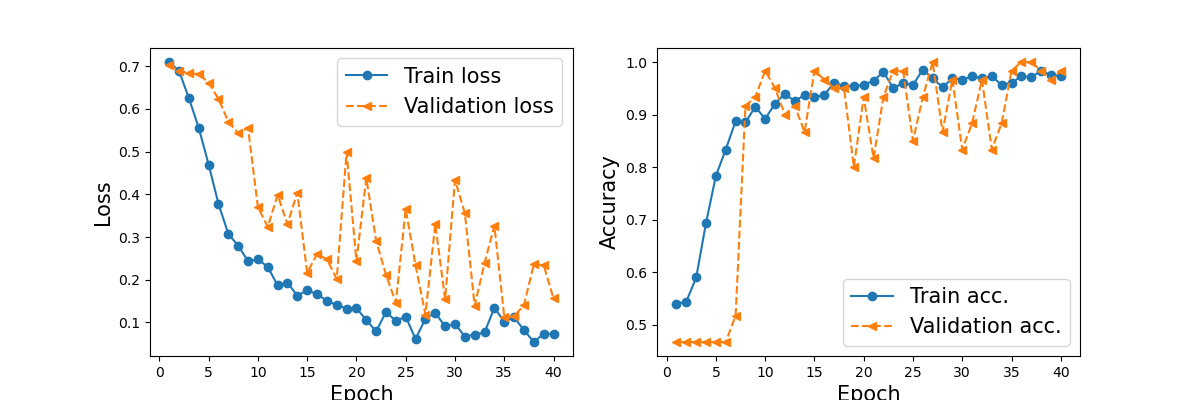 Loss
0.7
0.6
0.5
0.4
0.3
0.2
0.1
0 5 10 15 20 25 30 35 40
Epoch
Train loss
Validation loss
Accuracy
1.0
0.9
0.8
0.7
0.6
0.5
0 5 10 15 20 25 30 35 40
Epoch
Train acc.
Validation acc.